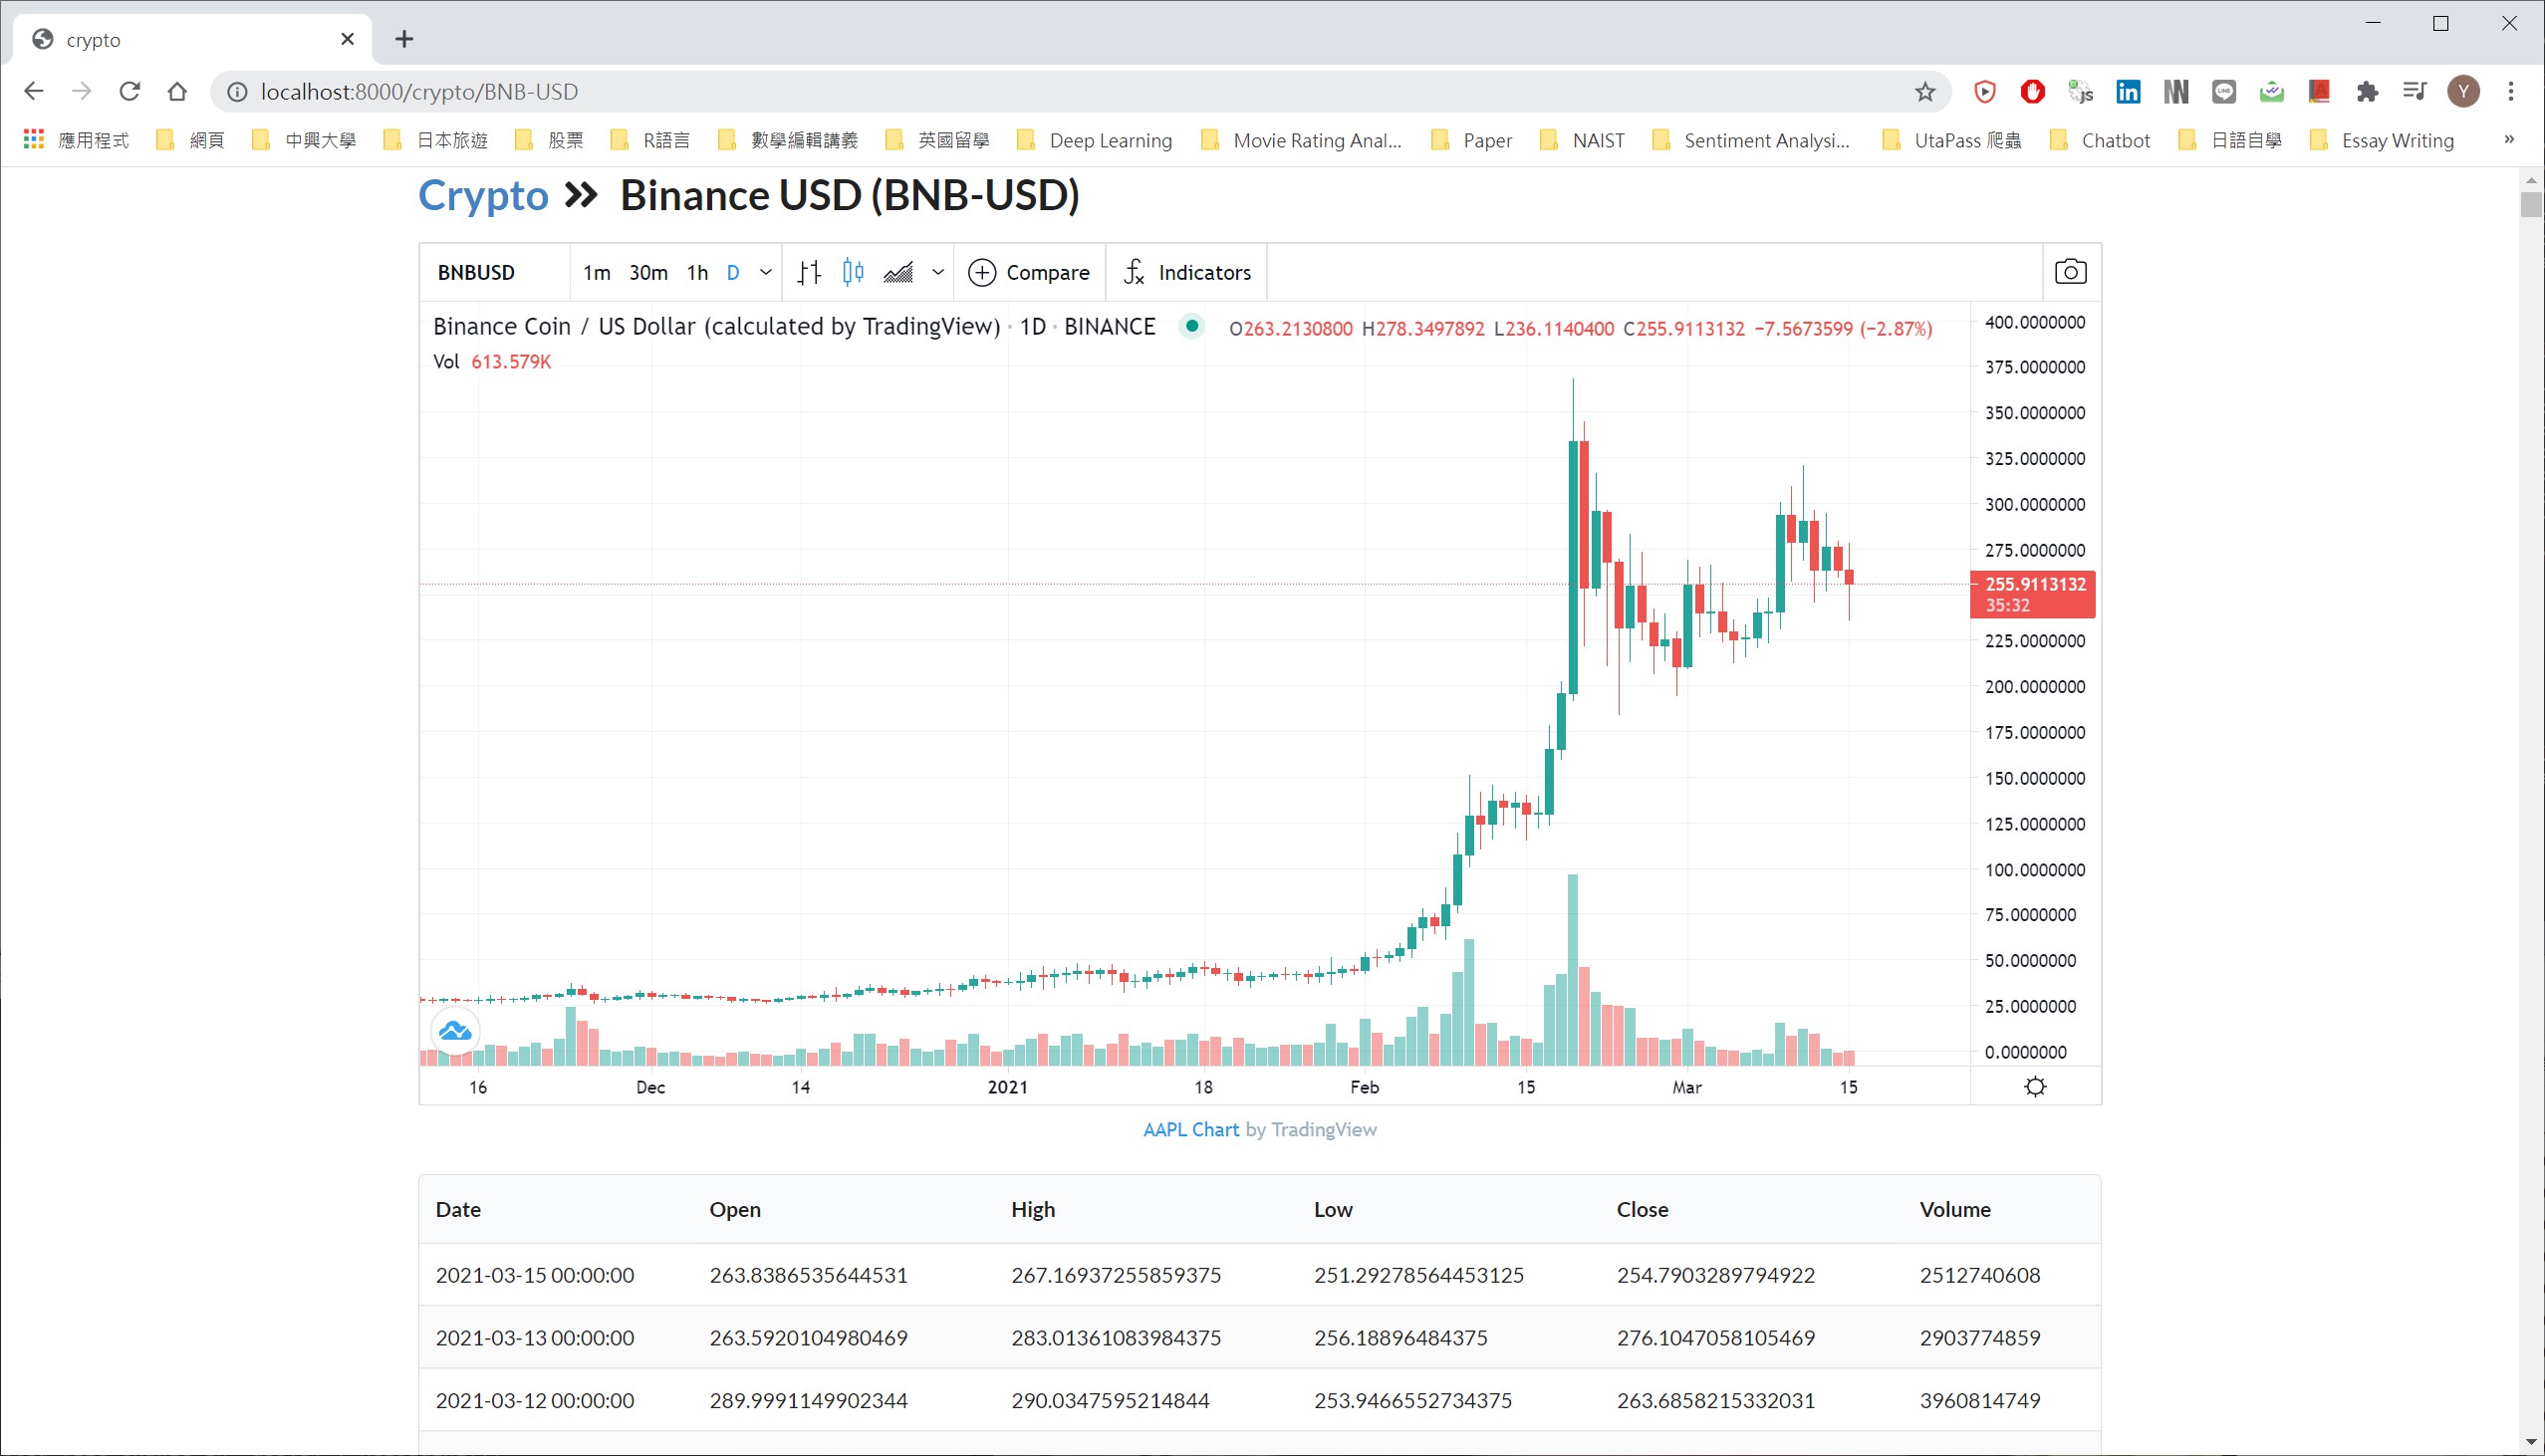 crypto
localhost:8000/crypto/BNB-USD
應用程式 網頁 中興大學 日本旅遊 股票 R語言 數學編輯講義 英國留學 Deep Learning Movie Rating Anal... Paper NAIST Sentiment Analysi... UtaPass 爬蟲 Chatbot 日語自學 Essay Writing »
Crypto » Binance USD (BNB-USD)
BNBUSD 1m 30m 1h D Compare Indicators
Binance Coin / US Dollar (calculated by TradingView) · 1D · BINANCE O263.2130800 H278.3497892 L236.1140400 C255.9113132 −7.5673599 (−2.87%)
Vol 613.579K
400.0000000
375.0000000
350.0000000
325.0000000
300.0000000
275.0000000
255.9113132
35:32
225.0000000
200.0000000
175.0000000
150.0000000
125.0000000
100.0000000
75.0000000
50.0000000
25.0000000
0.0000000
16 Dec 14 2021 18 Feb 15 Mar 15
AAPL Chart by TradingView
Date Open High Low Close Volume
2021-03-15 00:00:00 263.8386535644531 267.16937255859375 251.29278564453125 254.7903289794922 2512740608
2021-03-13 00:00:00 263.5920104980469 283.01361083984375 256.18896484375 276.1047058105469 2903774859
2021-03-12 00:00:00 289.9991149902344 290.0347595214844 253.9466552734375 263.6858215332031 3960814749